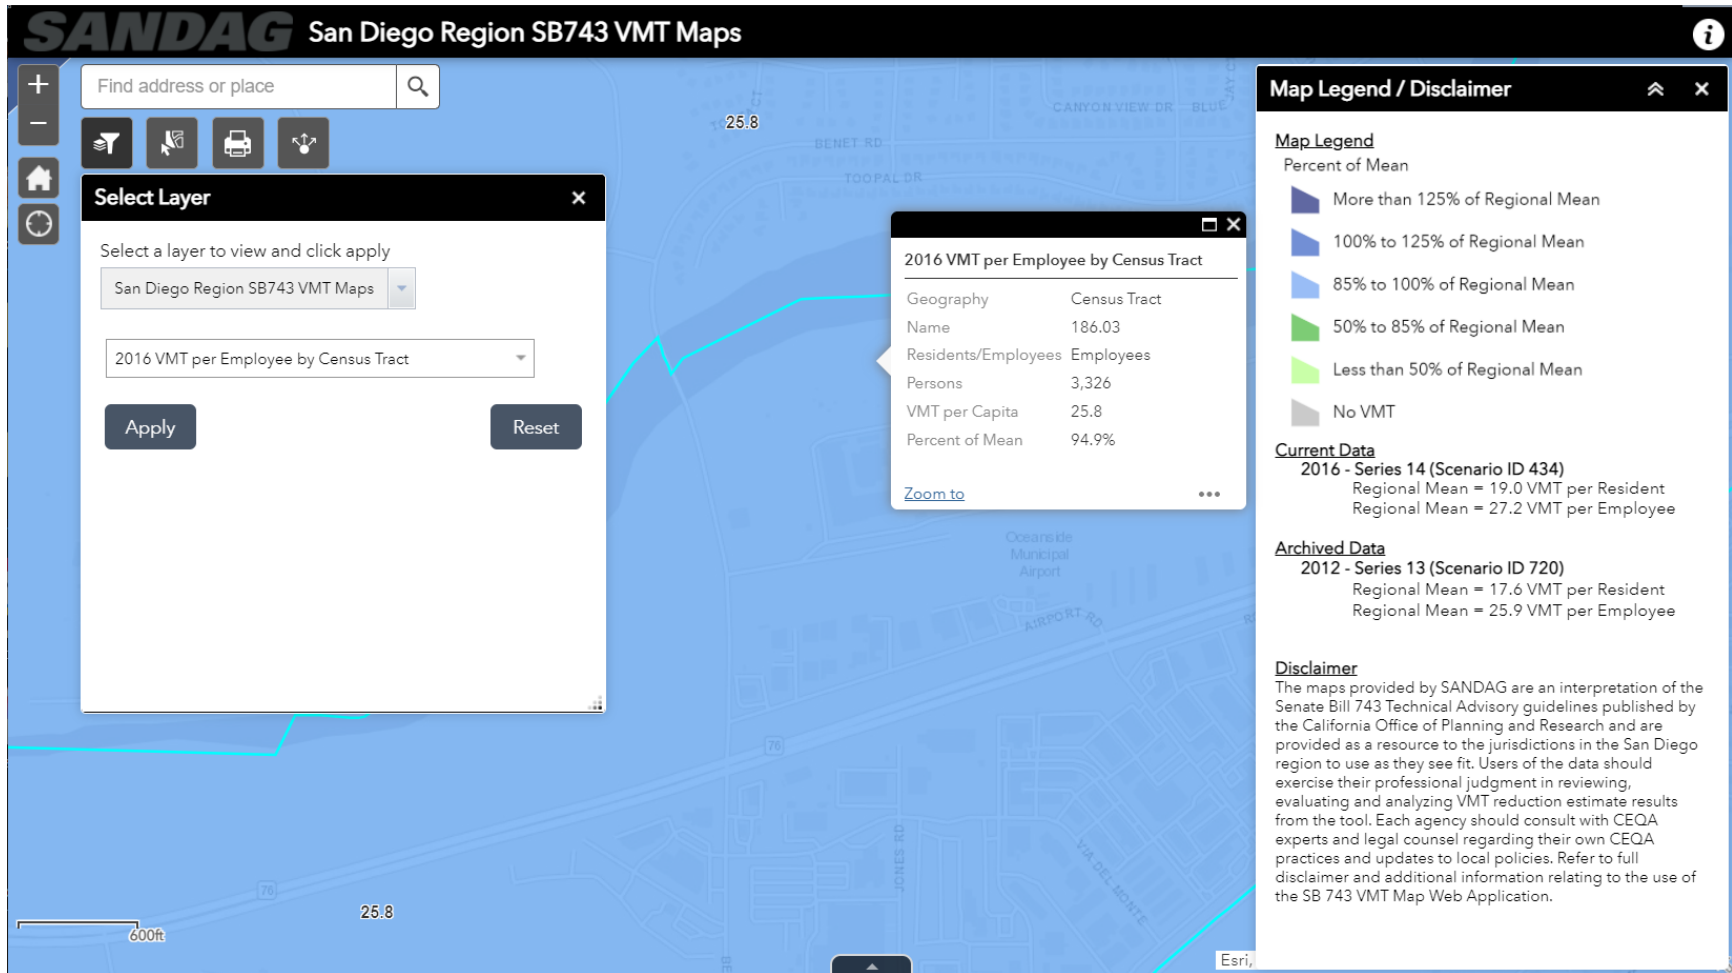 SANDAG San Diego Region SB743 VMT Maps
Find address or place
Select Layer
Select a layer to view and click apply
San Diego Region SB743 VMT Maps
2016 VMT per Employee by Census Tract
Apply
Reset
25.8
CANYON VIEW DR
BENET RD
TOOPAL DR
2016 VMT per Employee by Census Tract
Geography Census Tract
Name 186.03
Residents/Employees Employees
Persons 3,326
VMT per Capita 25.8
Percent of Mean 94.9%
Zoom to
Oceanside
Municipal
Airport
AIRPORT RD
76
JONES RD
VIA DEL MONTE
76
25.8
600ft
Esri,
Map Legend / Disclaimer
Map Legend
Percent of Mean
More than 125% of Regional Mean
100% to 125% of Regional Mean
85% to 100% of Regional Mean
50% to 85% of Regional Mean
Less than 50% of Regional Mean
No VMT
Current Data
2016 - Series 14 (Scenario ID 434)
Regional Mean = 19.0 VMT per Resident
Regional Mean = 27.2 VMT per Employee
Archived Data
2012 - Series 13 (Scenario ID 720)
Regional Mean = 17.6 VMT per Resident
Regional Mean = 25.9 VMT per Employee
Disclaimer
The maps provided by SANDAG are an interpretation of the
Senate Bill 743 Technical Advisory guidelines published by
the California Office of Planning and Research and are
provided as a resource to the jurisdictions in the San Diego
region to use as they see fit. Users of the data should
exercise their professional judgment in reviewing,
evaluating and analyzing VMT reduction estimate results
from the tool. Each agency should consult with CEQA
experts and legal counsel regarding their own CEQA
practices and updates to local policies. Refer to full
disclaimer and additional information relating to the use of
the SB 743 VMT Map Web Application.